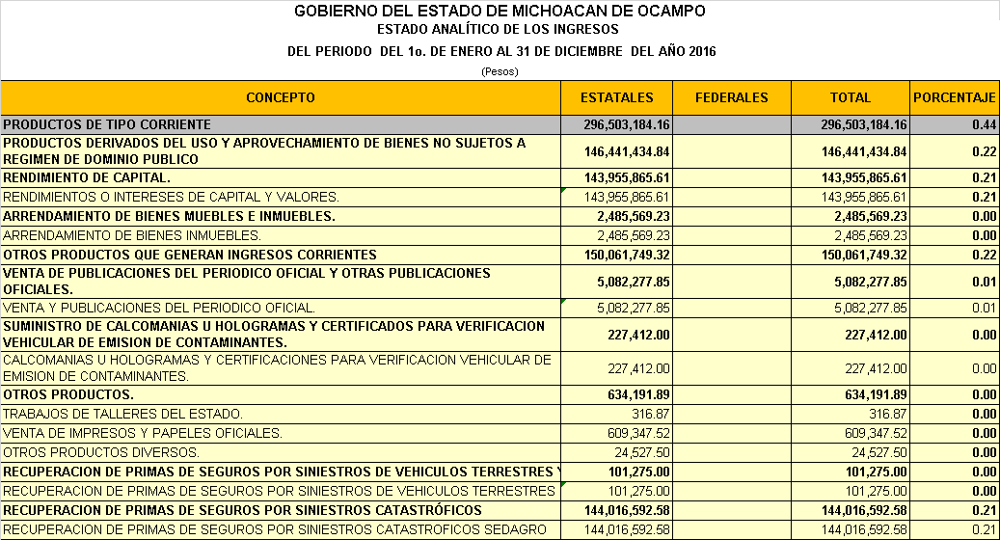 GOBIERNO DEL ESTADO DE MICHOACAN DE OCAMPO
ESTADO ANALÍTICO DE LOS INGRESOS
DEL PERIODO DEL 1o. DE ENERO AL 31 DE DICIEMBRE DEL AÑO 2016
(Pesos)
CONCEPTO ESTATALES FEDERALES TOTAL PORCENTAJE
PRODUCTOS DE TIPO CORRIENTE 296,503,184.16 296,503,184.16 0.44
PRODUCTOS DERIVADOS DEL USO Y APROVECHAMIENTO DE BIENES NO SUJETOS A
REGIMEN DE DOMINIO PUBLICO 146,441,434.84 146,441,434.84 0.22
RENDIMIENTO DE CAPITAL. 143,955,865.61 143,955,865.61 0.21
RENDIMIENTOS O INTERESES DE CAPITAL Y VALORES. 143,955,865.61 143,955,865.61 0.21
ARRENDAMIENTO DE BIENES MUEBLES E INMUEBLES. 2,485,569.23 2,485,569.23 0.00
ARRENDAMIENTO DE BIENES INMUEBLES. 2,485,569.23 2,485,569.23 0.00
OTROS PRODUCTOS QUE GENERAN INGRESOS CORRIENTES 150,061,749.32 150,061,749.32 0.22
VENTA DE PUBLICACIONES DEL PERIODICO OFICIAL Y OTRAS PUBLICACIONES
OFICIALES. 5,082,277.85 5,082,277.85 0.01
VENTA Y PUBLICACIONES DEL PERIODICO OFICIAL. 5,082,277.85 5,082,277.85 0.01
SUMINISTRO DE CALCOMANIAS U HOLOGRAMAS Y CERTIFICADOS PARA VERIFICACION
VEHICULAR DE EMISION DE CONTAMINANTES. 227,412.00 227,412.00 0.00
CALCOMANIAS U HOLOGRAMAS Y CERTIFICACIONES PARA VERIFICACION VEHICULAR DE
EMISION DE CONTAMINANTES. 227,412.00 227,412.00 0.00
OTROS PRODUCTOS. 634,191.89 634,191.89 0.00
TRABAJOS DE TALLERES DEL ESTADO. 316.87 316.87 0.00
VENTA DE IMPRESOS Y PAPELES OFICIALES. 609,347.52 609,347.52 0.00
OTROS PRODUCTOS DIVERSOS. 24,527.50 24,527.50 0.00
RECUPERACION DE PRIMAS DE SEGUROS POR SINIESTROS DE VEHICULOS TERRESTRES Y 101,275.00 101,275.00 0.00
RECUPERACION DE PRIMAS DE SEGUROS POR SINIESTROS DE VEHICULOS TERRESTRES 101,275.00 101,275.00 0.00
RECUPERACION DE PRIMAS DE SEGUROS POR SINIESTROS CATASTRÓFICOS 144,016,592.58 144,016,592.58 0.21
RECUPERACION DE PRIMAS DE SEGUROS POR SINIESTROS CATASTROFICOS SEDAGRO 144,016,592.58 144,016,592.58 0.21